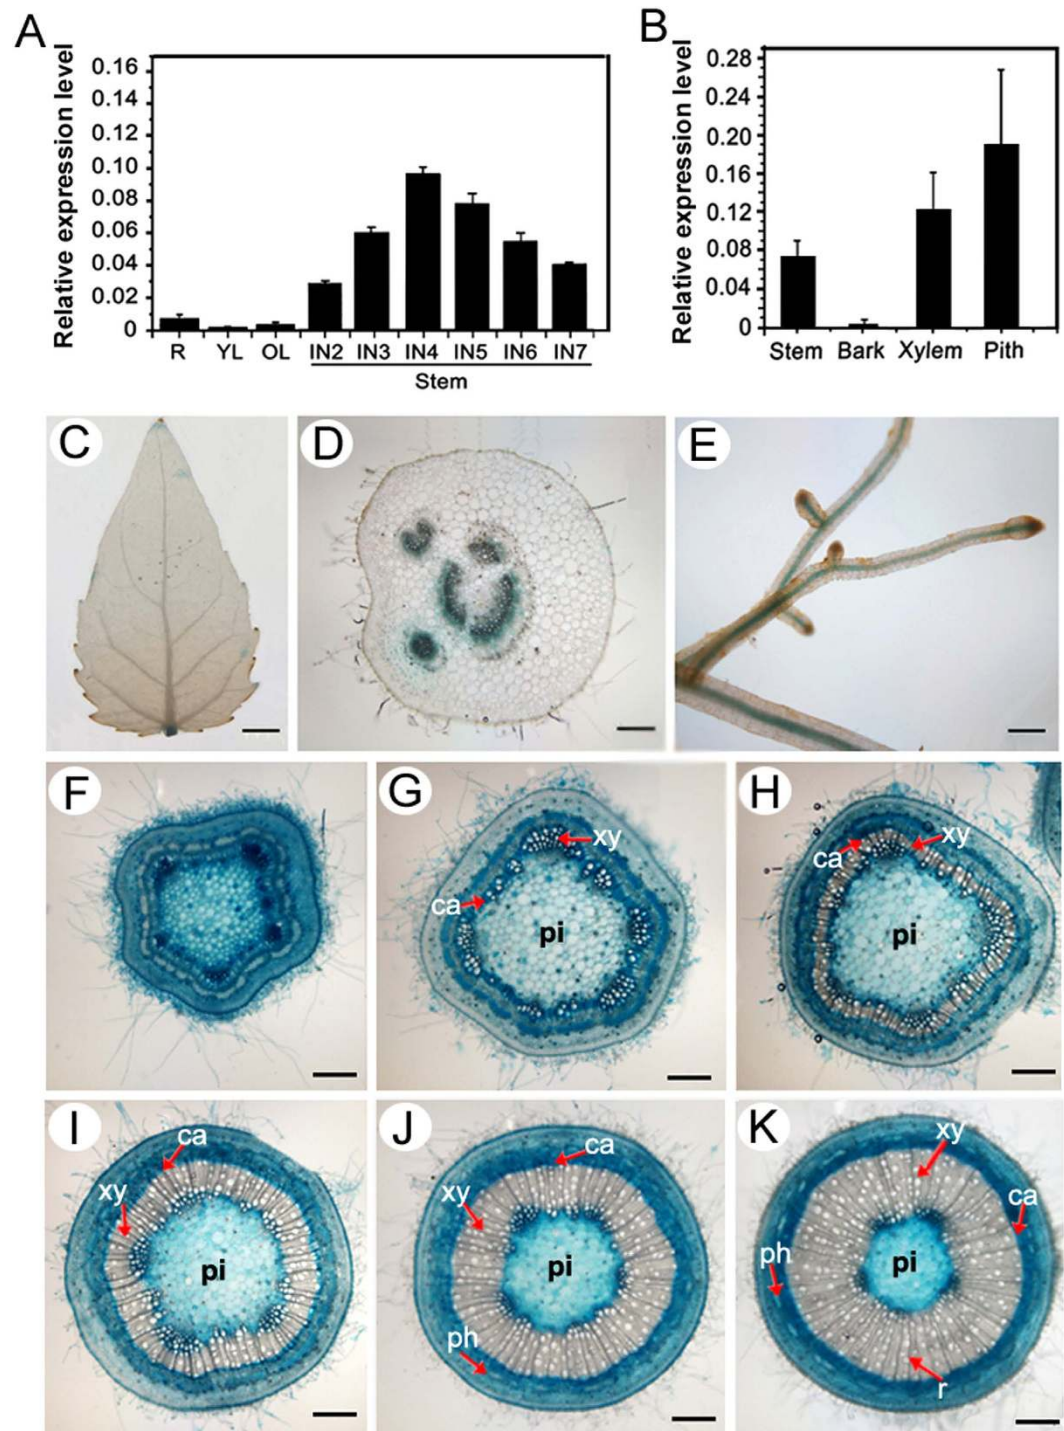 A
Relative expression level
0.16
0.14
0.12
0.10
0.08
0.06
0.04
0.02
0
R YL OL IN2 IN3 IN4 IN5 IN6 IN7
Stem
B
Relative expression level
0.28
0.24
0.20
0.16
0.12
0.08
0.04
0
Stem Bark Xylem Pith
C
D
E
F
G
xy
ca
pi
H
xy
ca
pi
I
ca
xy
pi
J
ca
xy
pi
ph
K
xy
ca
ph
pi
r